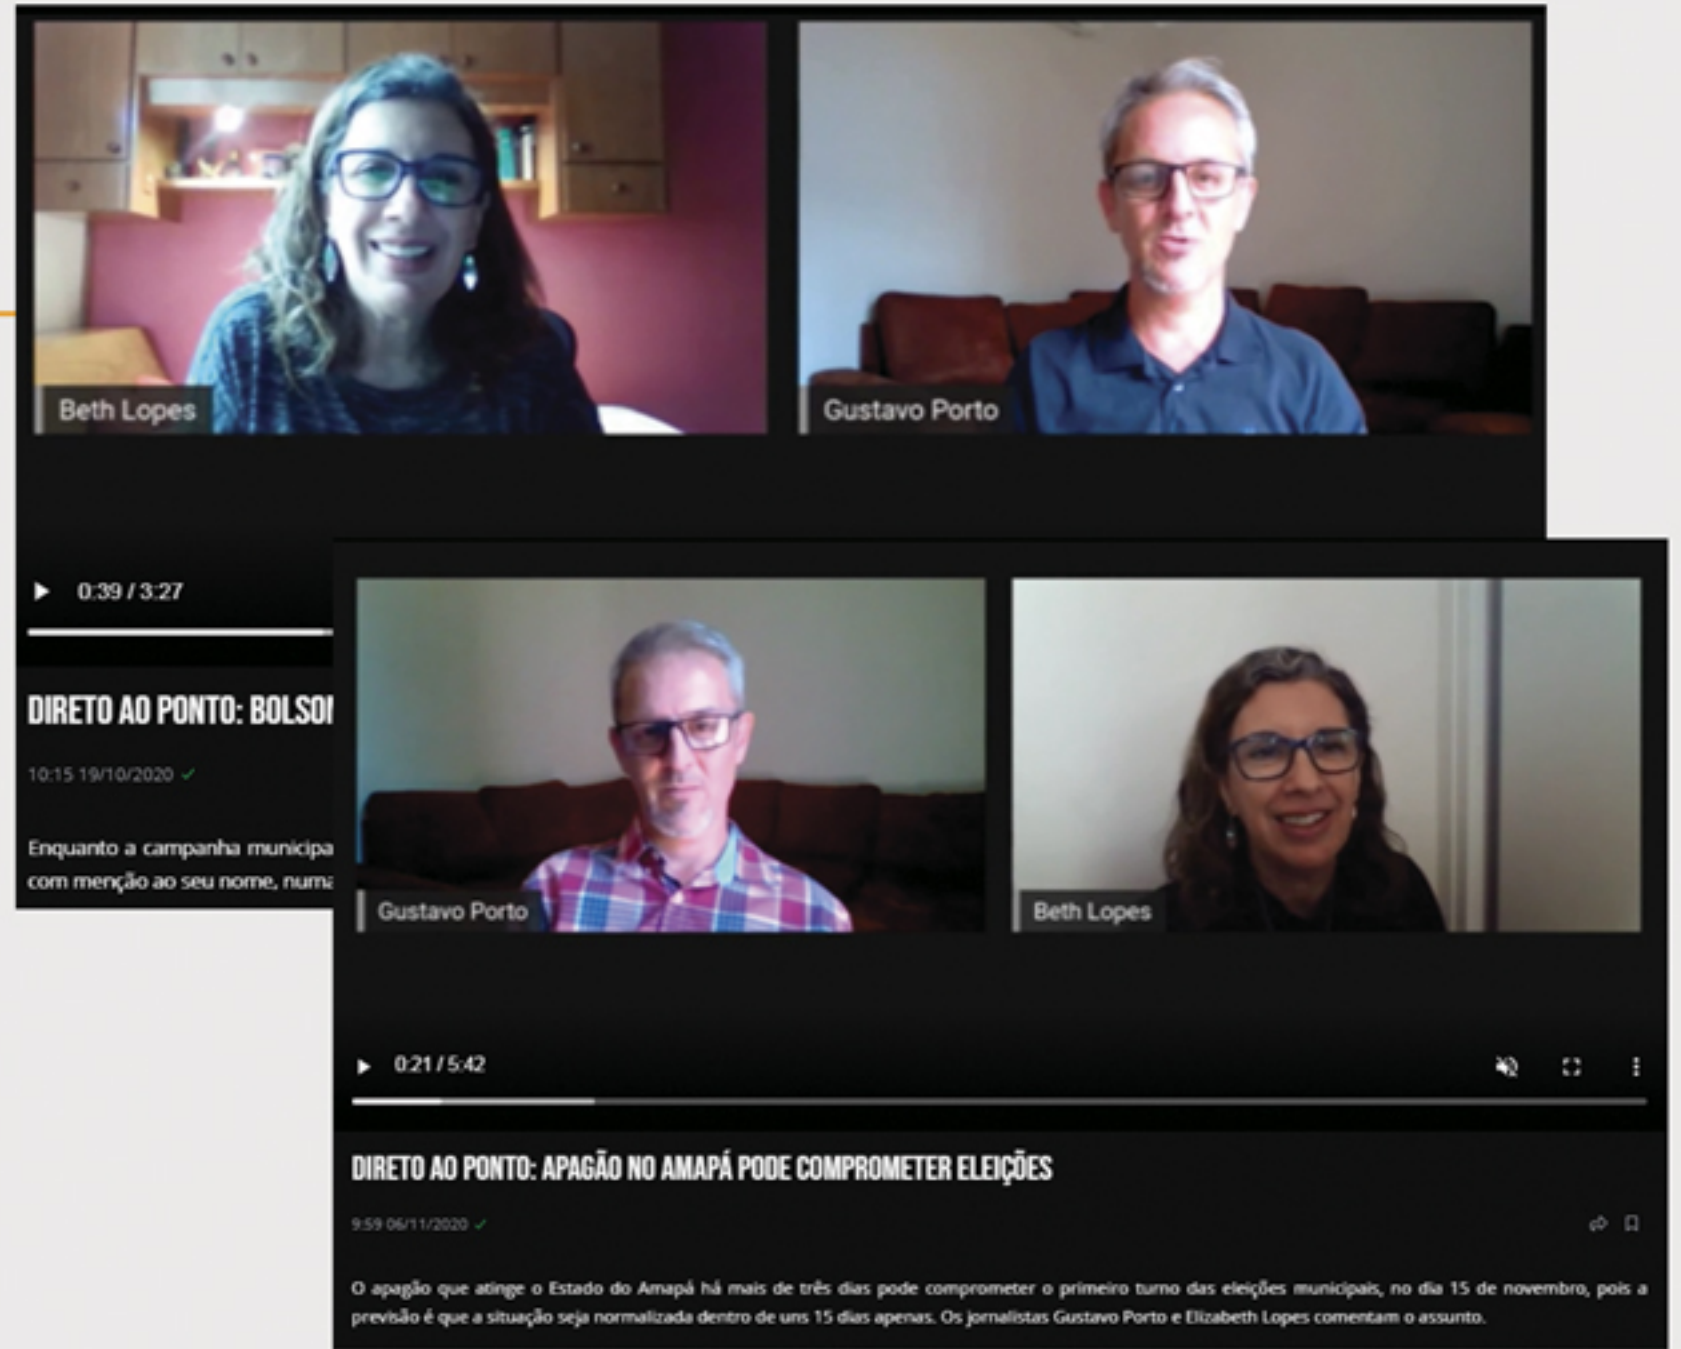 Beth Lopes
Gustavo Porto
0:39 / 3:27
DIRETO AO PONTO: BOLSON
10:15 19/10/2020
Enquanto a campanha municipa
com menção ao seu nome, numa
Gustavo Porto
Beth Lopes
0:21 / 5:42
DIRETO AO PONTO: APAGÃO NO AMAPÁ PODE COMPROMETER ELEIÇÕES
9:59 06/11/2020
O apagão que atinge o Estado do Amapá há mais de três dias pode comprometer o primeiro turno das eleições municipais, no dia 15 de novembro, pois a
previsão é que a situação seja normalizada dentro de uns 15 dias apenas. Os jornalistas Gustavo Porto e Elizabeth Lopes comentam o assunto.